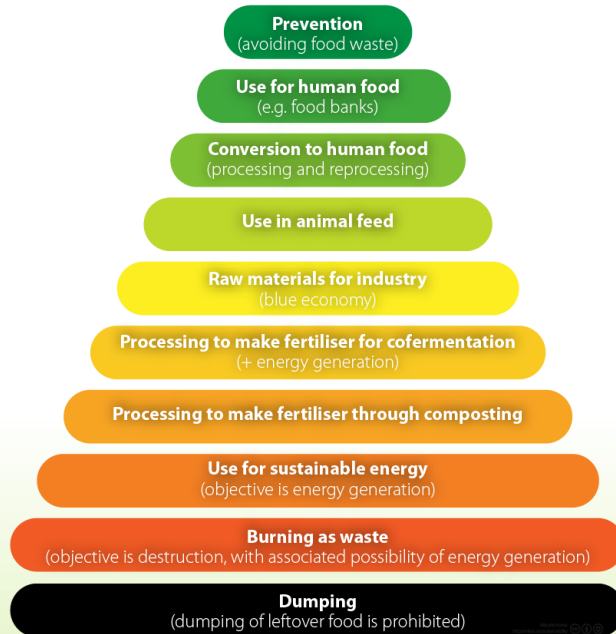 Prevention
(avoiding food waste)
Use for human food
(e.g. food banks)
Conversion to human food
(processing and reprocessing)
Use in animal feed
Raw materials for industry
(blue economy)
Processing to make fertiliser for cofermentation
(+ energy generation)
Processing to make fertiliser through composting
Use for sustainable energy
(objective is energy generation)
Burning as waste
(objective is destruction, with associated possibility of energy generation)
Dumping
(dumping of leftover food is prohibited)